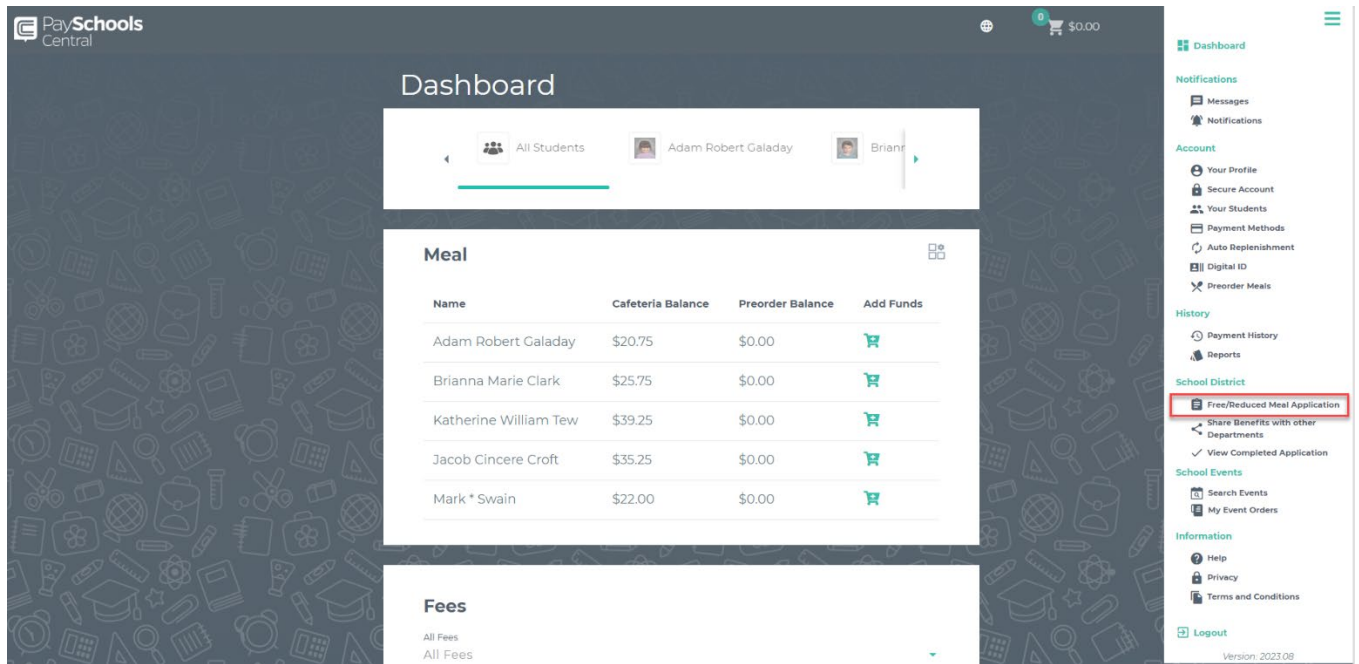 PaySchools
Central
0
$0.00
Dashboard
All Students
Adam Robert Galaday
Briann
Meal
Name Cafeteria Balance Preorder Balance Add Funds
Adam Robert Galaday $20.75 $0.00
Brianna Marie Clark $25.75 $0.00
Katherine William Tew $39.25 $0.00
Jacob Cincere Croft $35.25 $0.00
Mark * Swain $22.00 $0.00
Fees
All Fees
All Fees
Dashboard
Notifications
Messages
Notifications
Account
Your Profile
Secure Account
Your Students
Payment Methods
Auto Replenishment
Digital ID
Preorder Meals
History
Payment History
Reports
School District
Free/Reduced Meal Application
Share Benefits with other
Departments
View Completed Application
School Events
Search Events
My Event Orders
Information
Help
Privacy
Terms and Conditions
Logout
Version: 2023.08